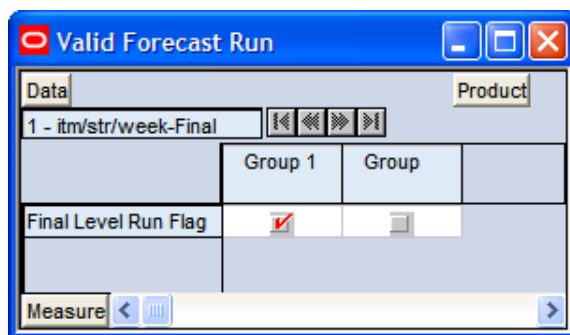 Valid Forecast Run
Data Product
1 - itm/str/week-Final
Group 1 Group
Final Level Run Flag
Measure